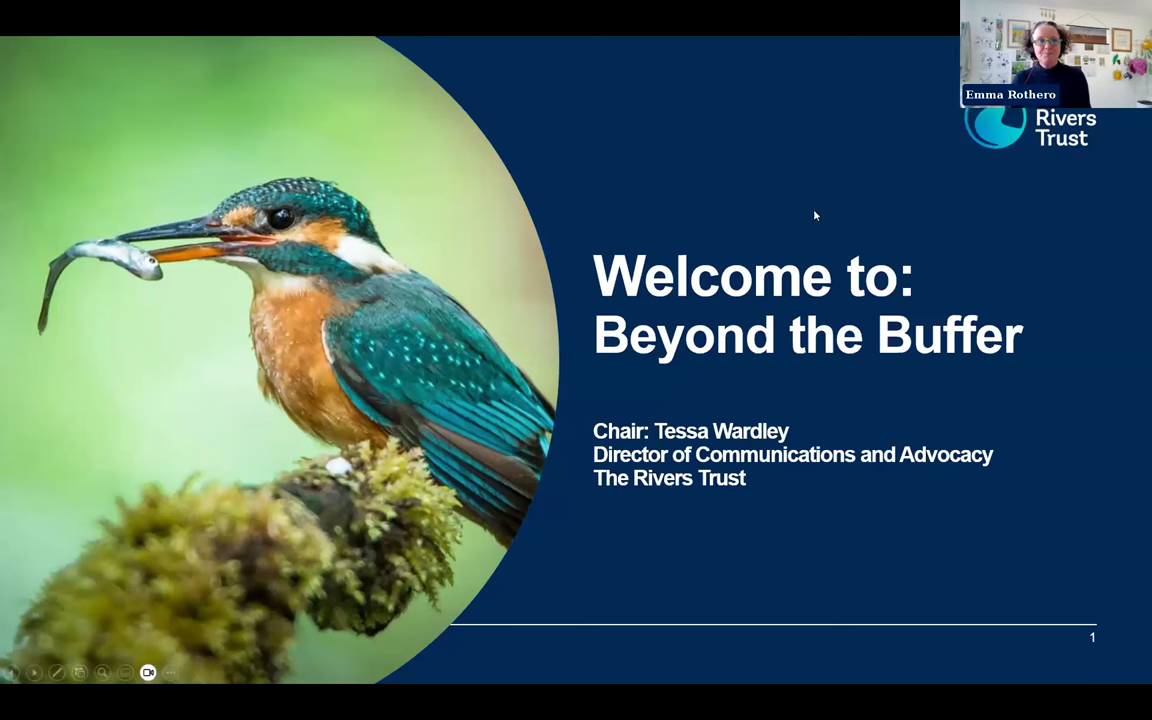 Emma Rothero
Rivers
Trust
Welcome to:
Beyond the Buffer
Chair: Tessa Wardley
Director of Communications and Advocacy
The Rivers Trust
1